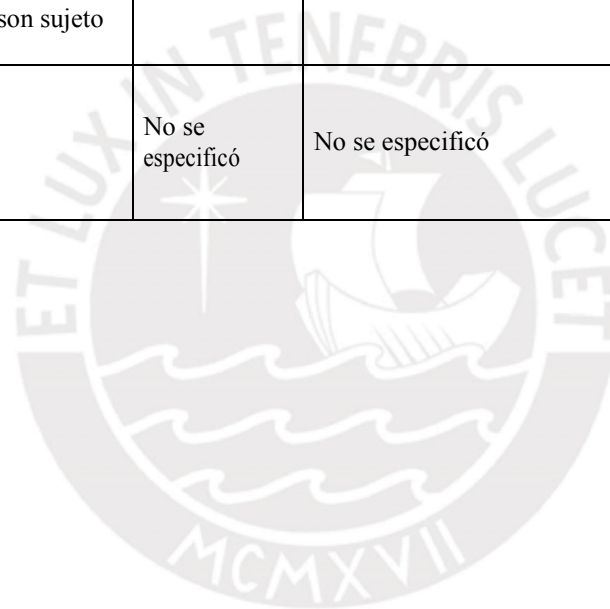 son sujeto
No se
especificó
No se especificó
ET LUX IN TENEBRIS LUCET
MCMXVII